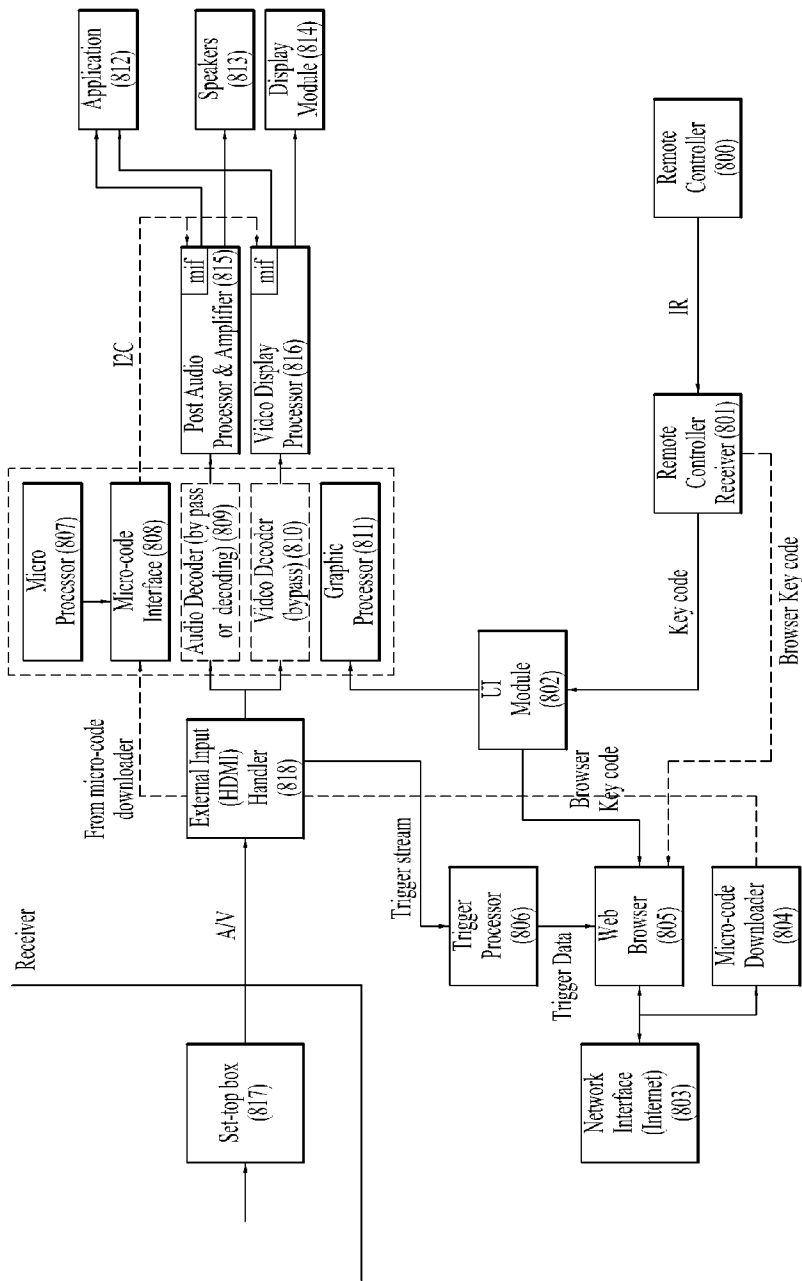 Receiver
Set-top box
(817)
A/V
External Input
(HDMI)
Handler
(818)
From micro-code
downloader
Micro
Processor (807)
Micro-code
Interface (808)
Audio Decoder (by pass
or decoding) (809)
Video Decoder
(bypass) (810)
Graphic
Processor (811)
I2C
mif
Post Audio
Processor & Amplifier (815)
mif
Video Display
Processor (816)
Application
(812)
Speakers
(813)
Display
Module (814)
Trigger stream
Trigger
Processor
(806)
Trigger Data
Web
Browser
(805)
Browser
Key code
UI
Module
(802)
Key code
Browser Key code
Remote
Controller
Receiver (801)
IR
Remote
Controller
(800)
Network
Interface
(Internet)
(803)
Micro-code
Downloader
(804)